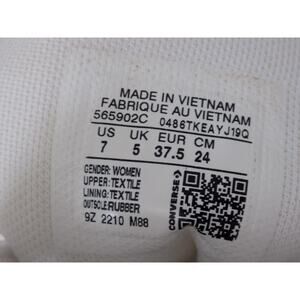 MADE IN VIETNAM
FABRIQUE AU VIETNAM
565902C 0486TKEAYJ19Q
US UK EUR CM
7 5 37.5 24
GENDER: WOMEN
UPPER: TEXTILE
LINING: TEXTILE
OUTSOLE:RUBBER
9Z 2210 M88
CONVERSE